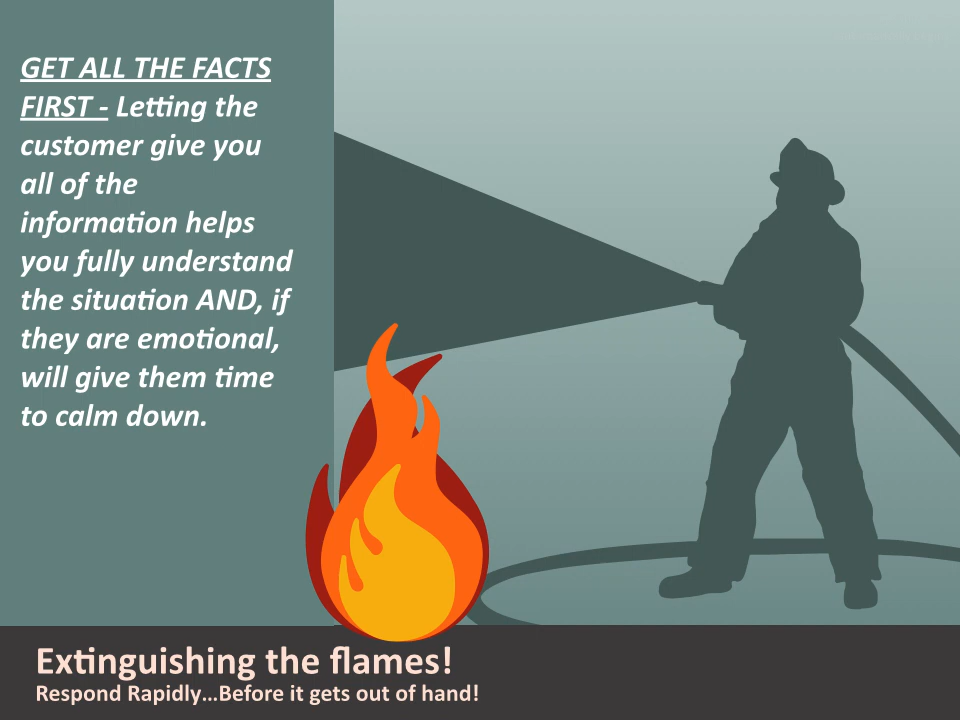 GET ALL THE FACTS
FIRST - Letting the
customer give you
all of the
information helps
you fully understand
the situation AND, if
they are emotional,
will give them time
to calm down.
Extinguishing the flames!
Respond Rapidly...Before it gets out of hand!